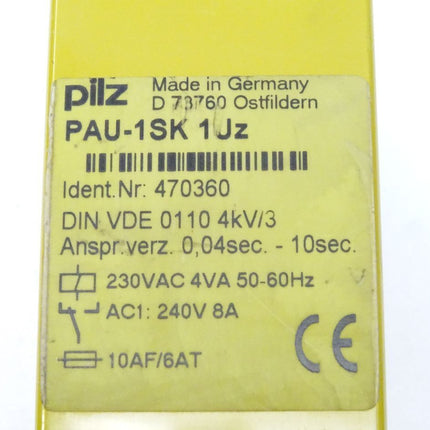 pilz Made in Germany
D 73760 Ostfildern
PAU-1SK 1Uz
Ident.Nr: 470360
DIN VDE 0110 4kV/3
Anspr.verz. 0,04sec. - 10sec.
230VAC 4VA 50-60Hz
AC1: 240V 8A
10AF/6AT
CE